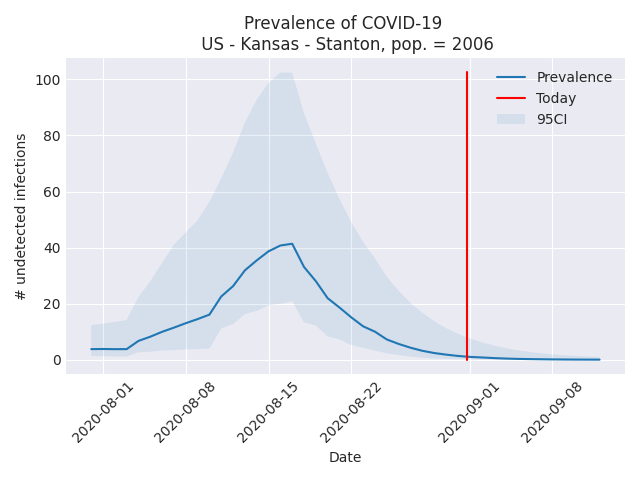 Prevalence of COVID-19
US - Kansas - Stanton, pop. = 2006
# undetected infections
100
80
60
40
20
0
Prevalence
Today
95CI
2020-08-01
2020-08-08
2020-08-15
2020-08-22
2020-09-01
2020-09-08
Date